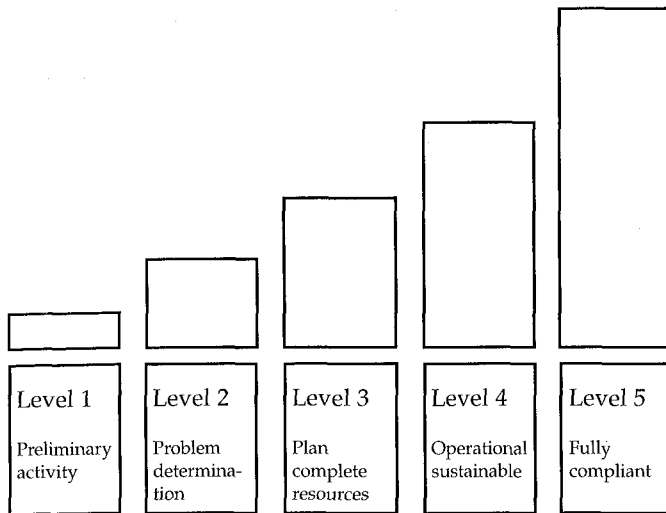 Level 1
Preliminary
activity
Level 2
Problem
determina-
tion
Level 3
Plan
complete
resources
Level 4
Operational
sustainable
Level 5
Fully
compliant